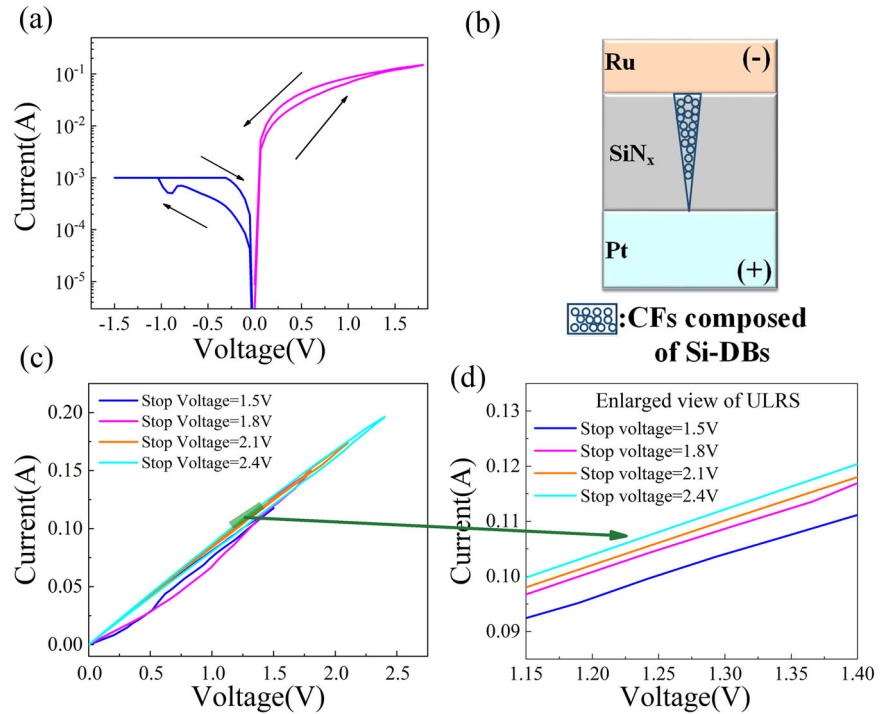 (a)
Current(A)
10⁻¹
10⁻²
10⁻³
10⁻⁴
10⁻⁵
-1.5 -1.0 -0.5 0.0 0.5 1.0 1.5
Voltage(V)
(b)
Ru (-)
SiNₓ
Pt (+)
:CFs composed
of Si-DBs
(c)
Current(A)
0.20
0.15
0.10
0.05
0.00
0.0 0.5 1.0 1.5 2.0 2.5
Voltage(V)
Stop Voltage=1.5V
Stop Voltage=1.8V
Stop Voltage=2.1V
Stop Voltage=2.4V
(d)
Current(A)
0.13
0.12
0.11
0.10
0.09
1.15 1.20 1.25 1.30 1.35 1.40
Voltage(V)
Enlarged view of ULRS
Stop voltage=1.5V
Stop voltage=1.8V
Stop voltage=2.1V
Stop voltage=2.4V